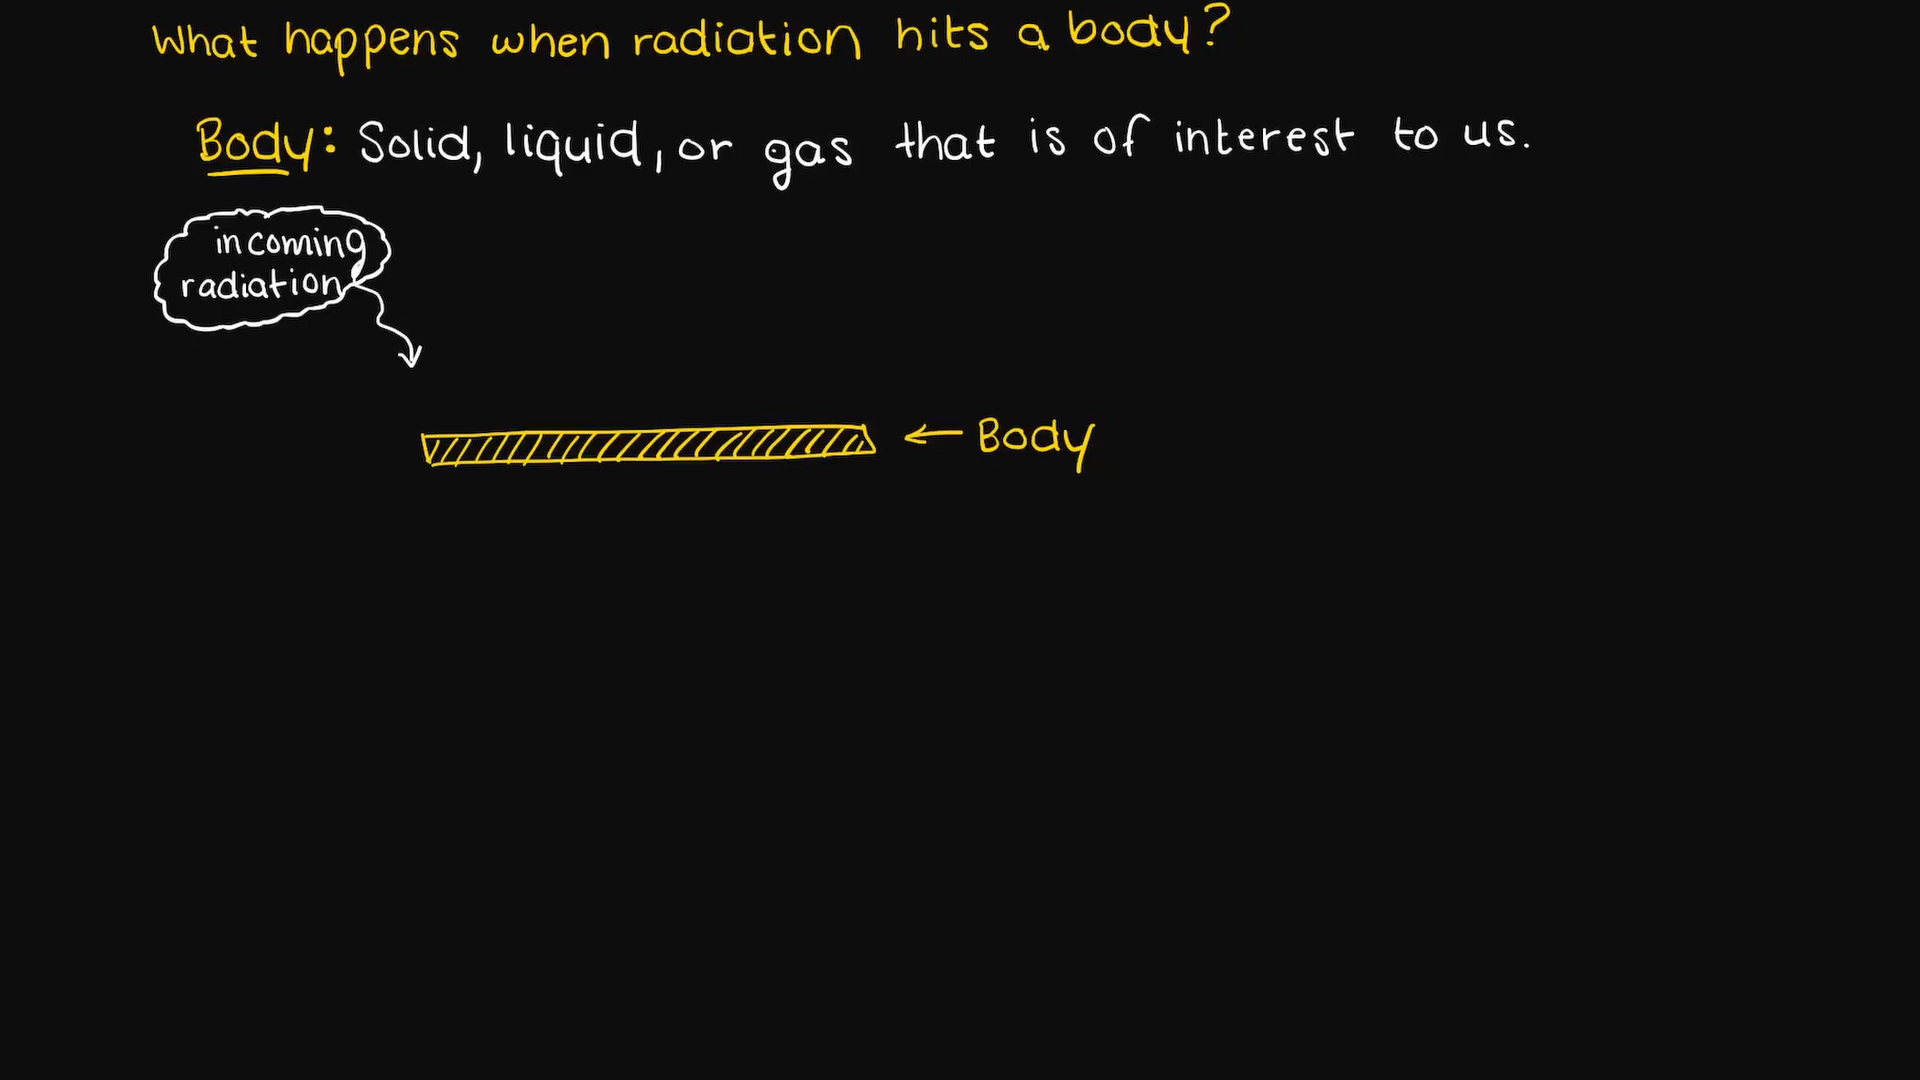 What happens when radiation hits a body?
Body: Solid, liquid, or gas that is of interest to us.
incoming
radiation
← Body